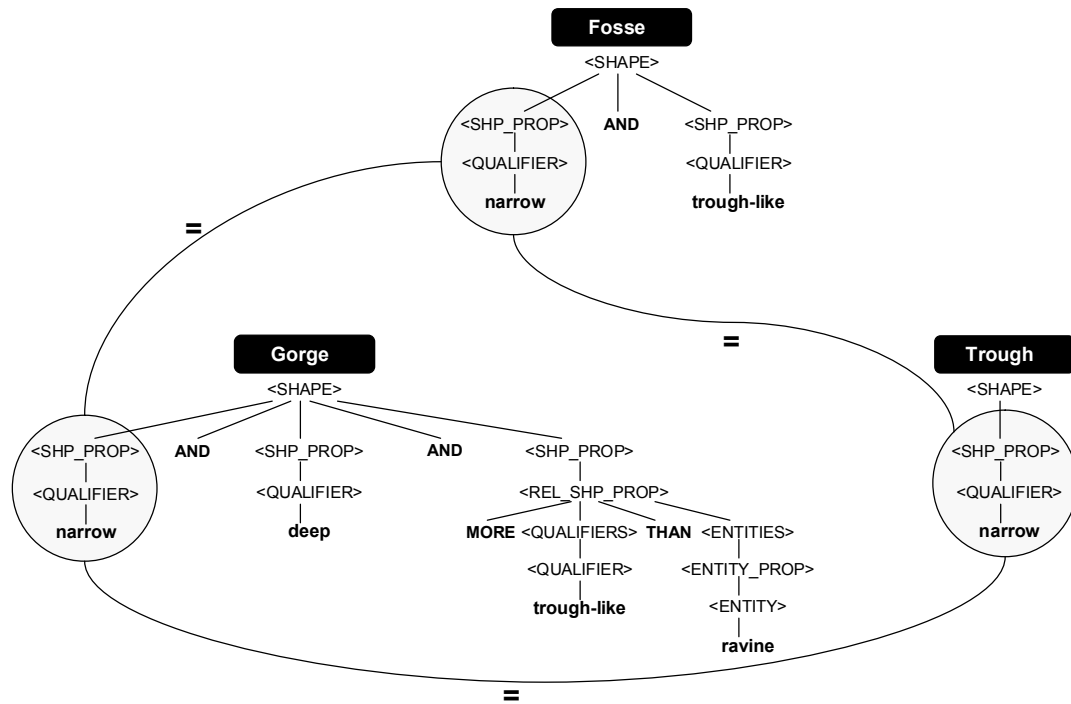 Fosse
<SHAPE>
<SHP_PROP> AND <SHP_PROP>
<QUALIFIER> <QUALIFIER>
narrow trough-like
=
=
Gorge Trough
<SHAPE> <SHAPE>
<SHP_PROP> AND <SHP_PROP> AND <SHP_PROP> <SHP_PROP>
<QUALIFIER> <QUALIFIER> <REL_SHP_PROP> <QUALIFIER>
narrow deep MORE <QUALIFIERS> THAN <ENTITIES> narrow
<QUALIFIER> <ENTITY_PROP>
trough-like <ENTITY>
ravine
=